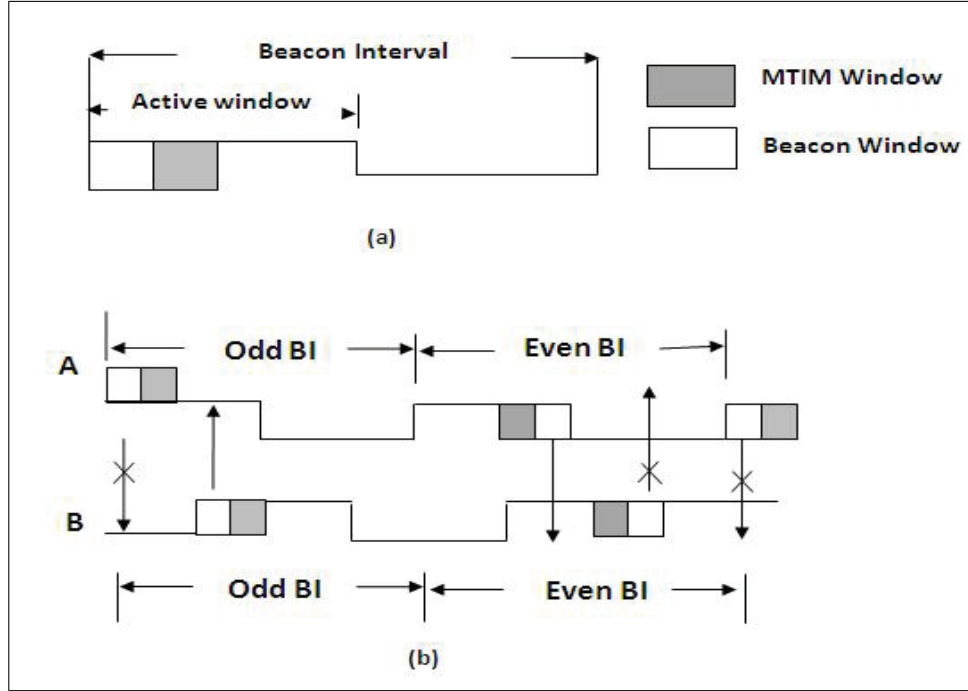 Beacon Interval
Active window
MTIM Window
Beacon Window
(a)
A
Odd BI
Even BI
B
Odd BI
Even BI
(b)